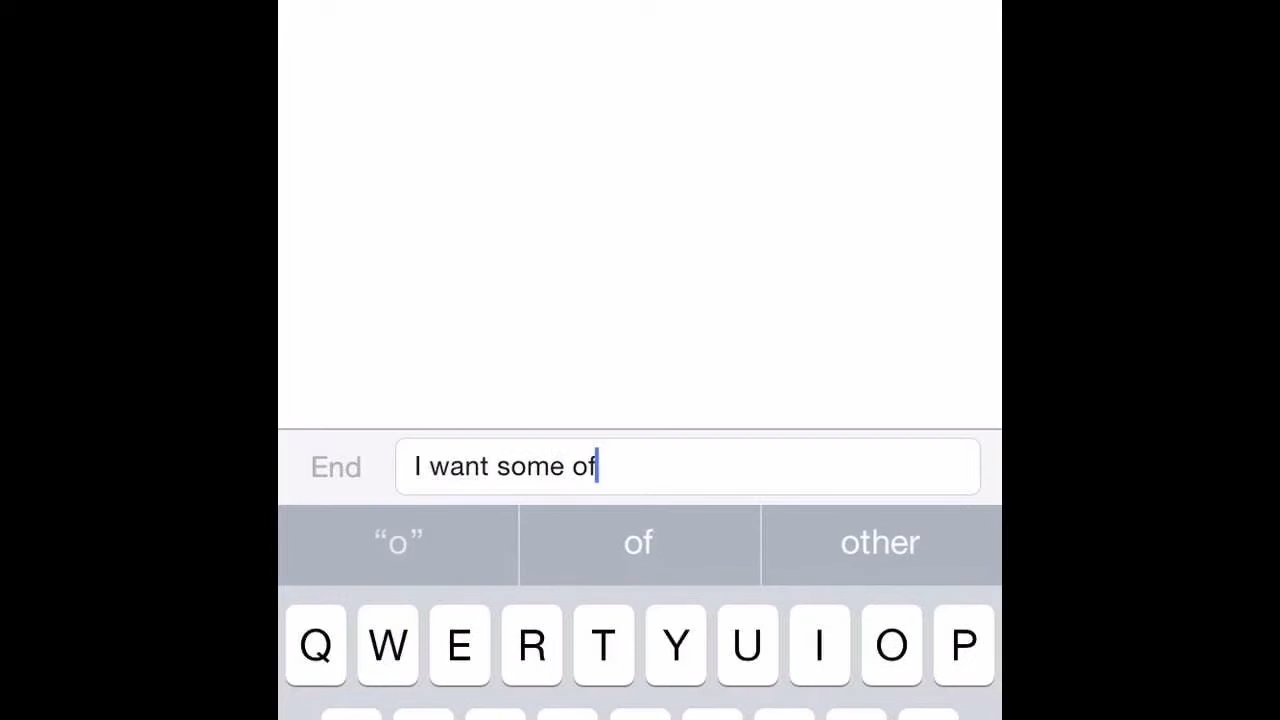 End I want some of
“o” of other
Q W E R T Y U I O P